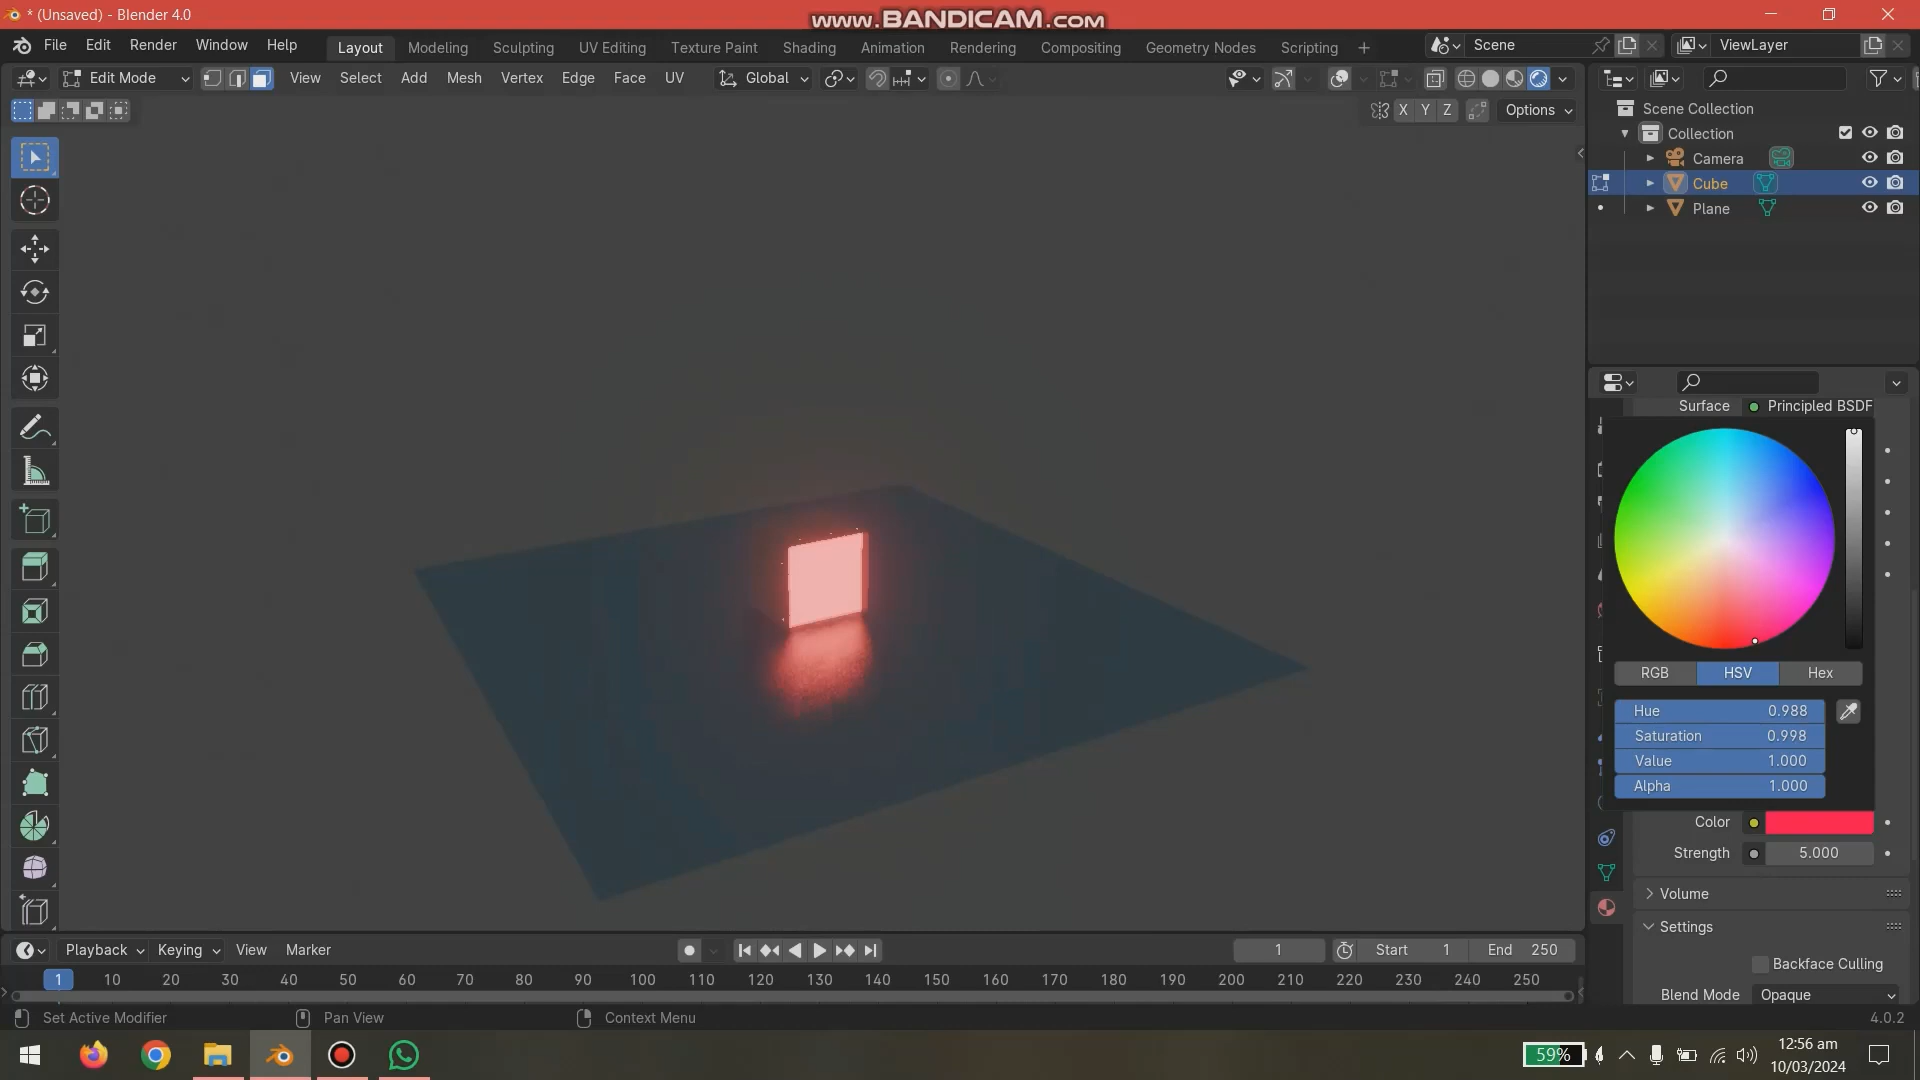 * (Unsaved) - Blender 4.0
www.BANDICAM.com
File Edit Render Window Help
Layout Modeling Sculpting UV Editing Texture Paint Shading Animation Rendering Compositing Geometry Nodes Scripting
Scene
ViewLayer
Edit Mode
View Select Add Mesh Vertex Edge Face UV
Global
X Y Z
Options
Scene Collection
Collection
Camera
Cube
Plane
Surface Principled BSDF
RGB HSV Hex
Hue 0.988
Saturation 0.998
Value 1.000
Alpha 1.000
Color
Strength 5.000
Volume
Settings
Backface Culling
Blend Mode Opaque
Playback Keying View Marker
1
Start 1
End 250
1 10 20 30 40 50 60 70 80 90 100 110 120 130 140 150 160 170 180 190 200 210 220 230 240 250
Set Active Modifier
Pan View
Context Menu
4.0.2
59%
12:56 am
10/03/2024